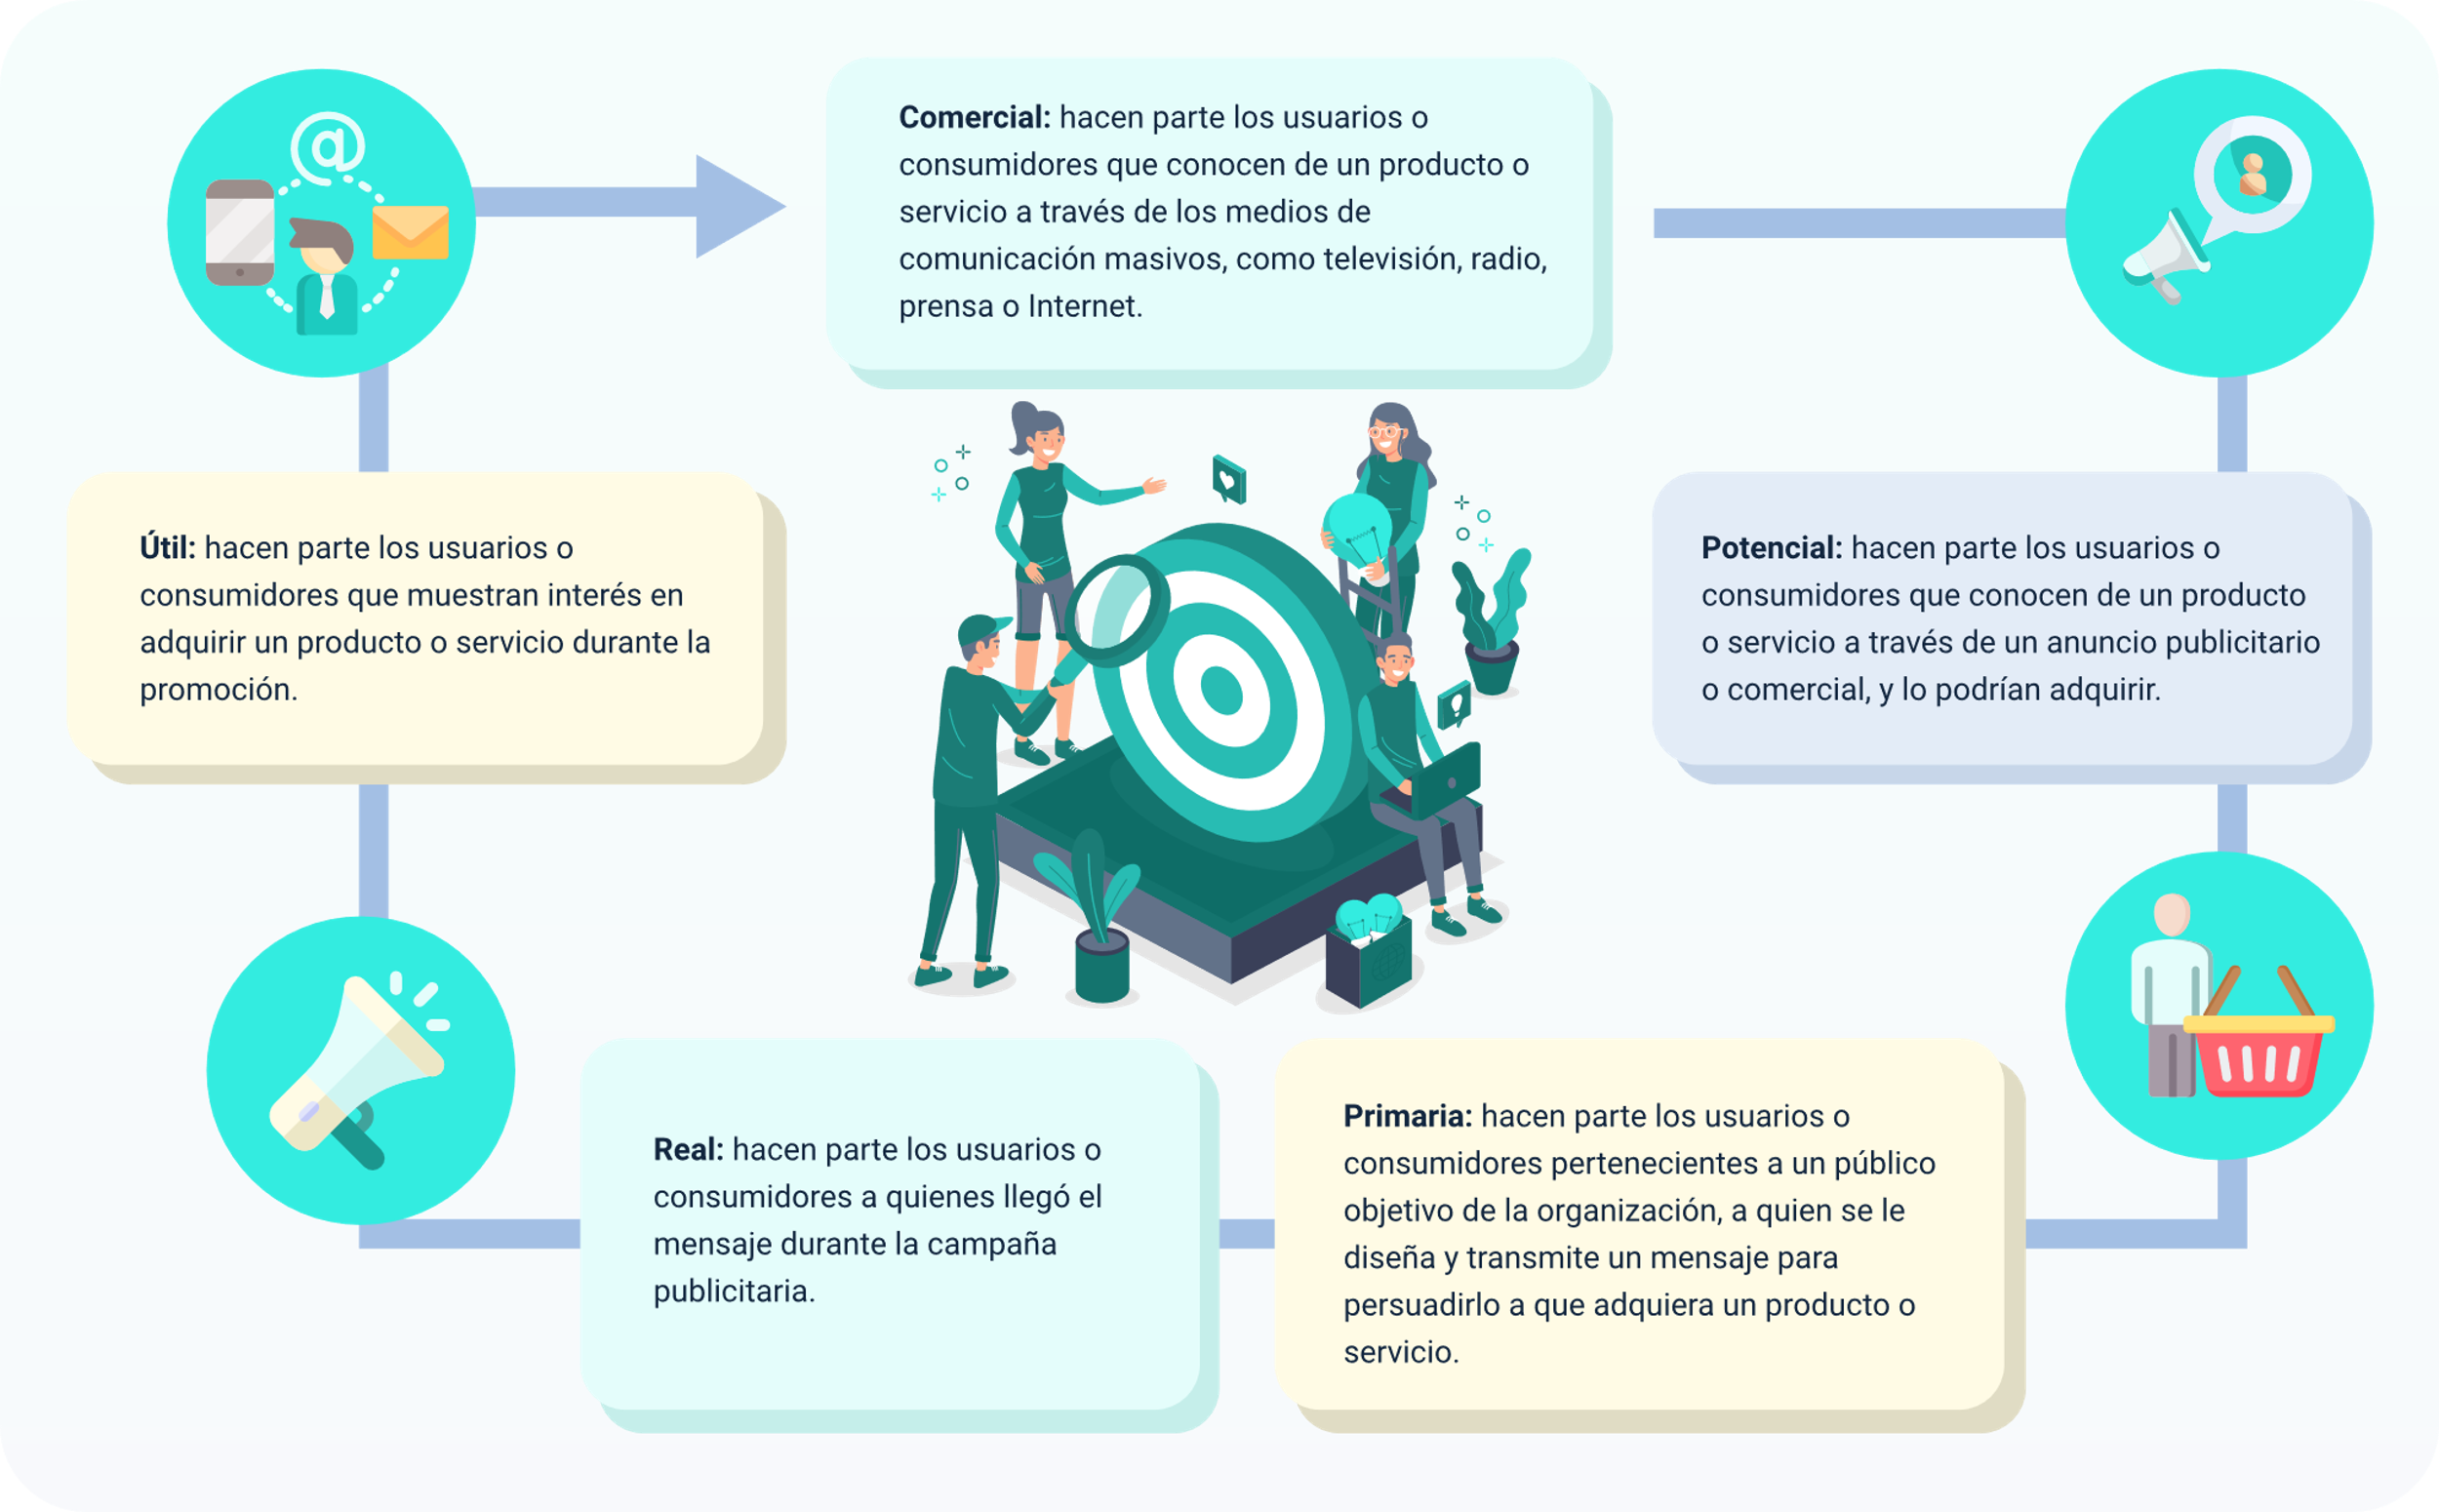 Comercial: hacen parte los usuarios o
consumidores que conocen de un producto o
servicio a través de los medios de
comunicación masivos, como televisión, radio,
prensa o Internet.
Útil: hacen parte los usuarios o
consumidores que muestran interés en
adquirir un producto o servicio durante la
promoción.
Potencial: hacen parte los usuarios o
consumidores que conocen de un producto
o servicio a través de un anuncio publicitario
o comercial, y lo podrían adquirir.
Real: hacen parte los usuarios o
consumidores a quienes llegó el
mensaje durante la campaña
publicitaria.
Primaria: hacen parte los usuarios o
consumidores pertenecientes a un público
objetivo de la organización, a quien se le
diseña y transmite un mensaje para
persuadirlo a que adquiera un producto o
servicio.